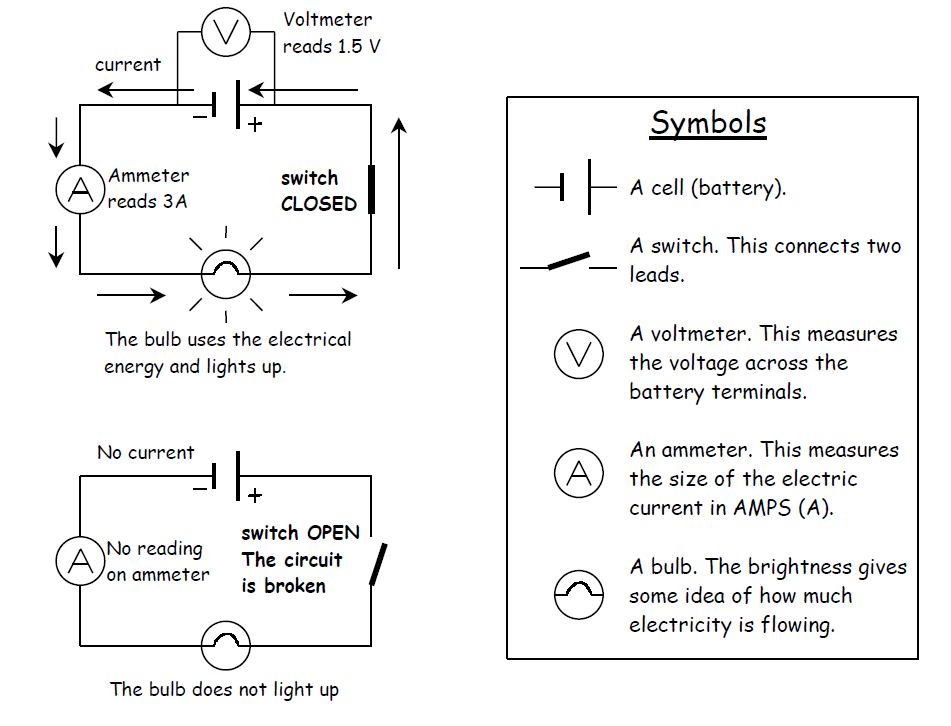 Voltmeter
reads 1.5 V
V
current
– +
Ammeter
reads 3A
A
switch
CLOSED
The bulb uses the electrical
energy and lights up.
No current
– +
switch OPEN
The circuit
is broken
A
No reading
on ammeter
The bulb does not light up
Symbols
A cell (battery).
A switch. This connects two
leads.
V
A voltmeter. This measures
the voltage across the
battery terminals.
A
An ammeter. This measures
the size of the electric
current in AMPS (A).
A bulb. The brightness gives
some idea of how much
electricity is flowing.